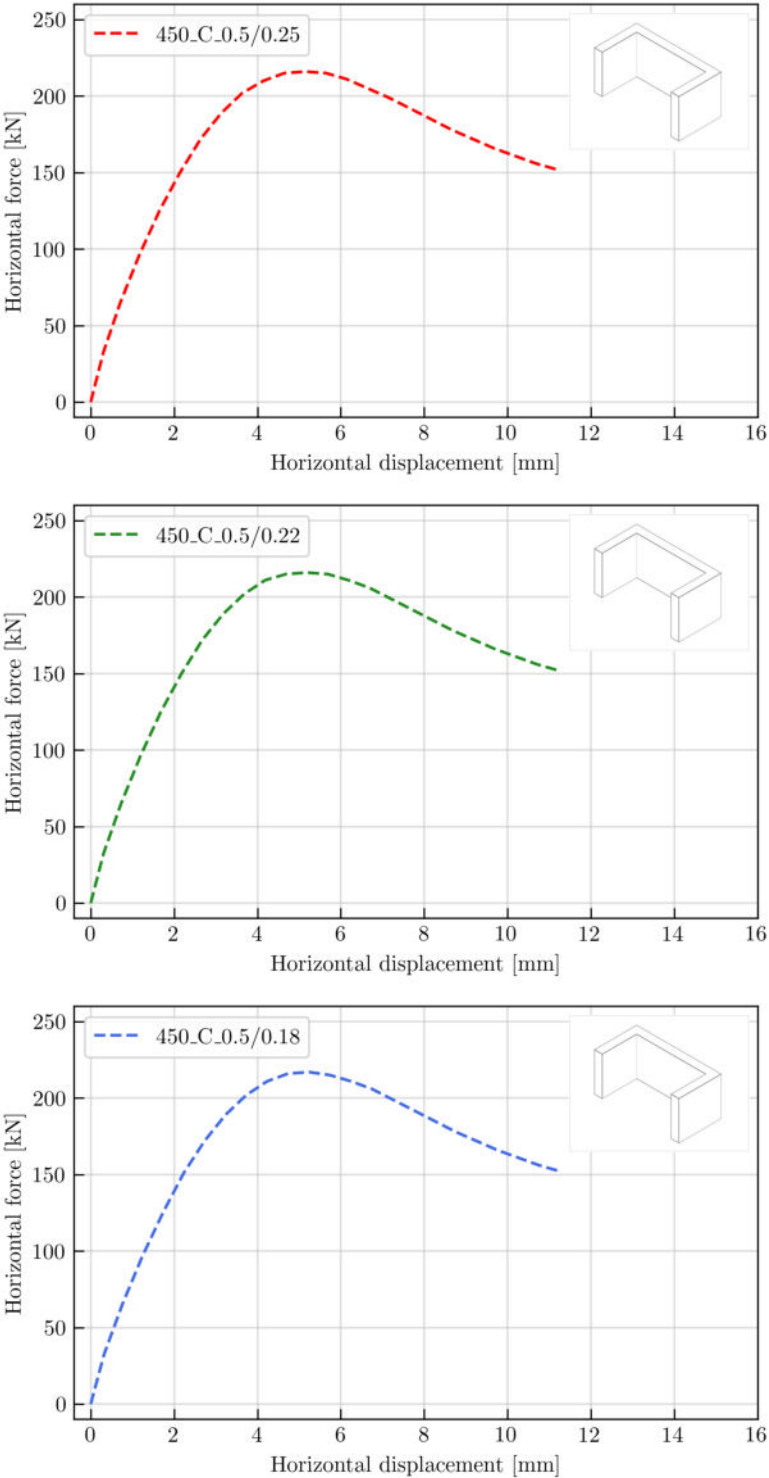 450_C_0.5/0.25
250
200
150
100
50
0
Horizontal force [kN]
0 2 4 6 8 10 12 14 16
Horizontal displacement [mm]
450_C_0.5/0.22
250
200
150
100
50
0
Horizontal force [kN]
0 2 4 6 8 10 12 14 16
Horizontal displacement [mm]
450_C_0.5/0.18
250
200
150
100
50
0
Horizontal force [kN]
0 2 4 6 8 10 12 14 16
Horizontal displacement [mm]